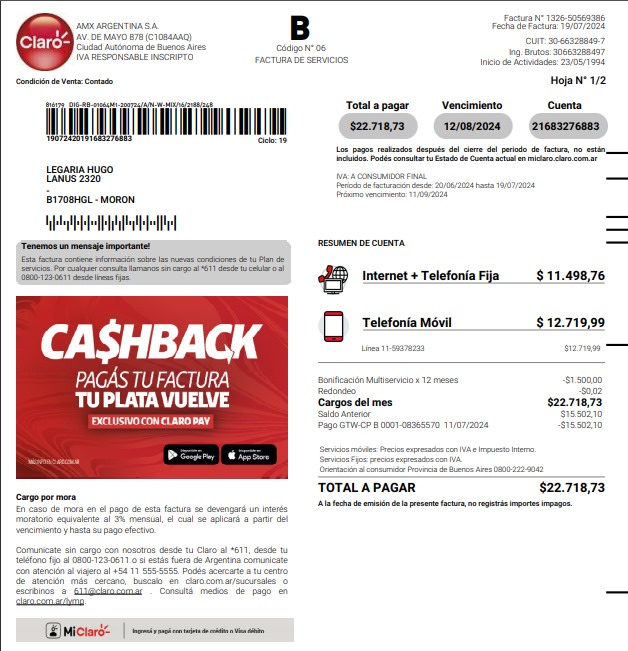 Claro
AMX ARGENTINA S.A.
AV. DE MAYO 878 (C1084AAQ)
Ciudad Autónoma de Buenos Aires
IVA RESPONSABLE INSCRIPTO
B
Código N° 06
FACTURA DE SERVICIOS
Factura N° 1326-50569386
Fecha de Factura: 19/07/2024
CUIT: 30-66328849-7
Ing. Brutos: 30663288497
Inicio de Actividades: 23/05/1994
Condición de Venta: Contado
Hoja N° 1/2
816179 DIG-RB-01064M1-200724/A/N-W-MIX/16/2188/248
19072420191683276883
Ciclo: 19
LEGARIA HUGO
LANUS 2320
-
B1708HGL - MORON
Total a pagar
Vencimiento
Cuenta
$22.718,73
12/08/2024
21683276883
Los pagos realizados después del cierre del periodo de factura, no están
incluidos. Podés consultar tu Estado de Cuenta actual en miclaro.claro.com.ar
IVA: A CONSUMIDOR FINAL
Período de facturación desde: 20/06/2024 hasta 19/07/2024
Próximo vencimiento: 11/09/2024
Tenemos un mensaje importante!
Esta factura contiene información sobre las nuevas condiciones de tu Plan de
servicios. Por cualquier consulta llamanos sin cargo al *611 desde tu celular o al
0800-123-0611 desde líneas fijas.
RESUMEN DE CUENTA
Internet + Telefonía Fija $ 11.498,76
Telefonía Móvil $ 12.719,99
Línea 11-59378233 $12.719,99
Bonificación Multiservicio x 12 meses -$1.500,00
Redondeo -$0,02
Cargos del mes $22.718,73
Saldo Anterior $15.502,10
Pago GTW-CP B 0001-08365570 11/07/2024 -$15.502,10
Servicios móviles: Precios expresados con IVA e Impuesto Interno.
Servicios Fijos: precios expresados con IVA.
Orientación al consumidor Provincia de Buenos Aires 0800-222-9042
TOTAL A PAGAR $22.718,73
A la fecha de emisión de la presente factura, no registrás importes impagos.
CA$HBACK
PAGÁS TU FACTURA
TU PLATA VUELVE
EXCLUSIVO CON CLARO PAY
MÁS INFO EN CLARO.COM.AR
Google Play
App Store
Cargo por mora
En caso de mora en el pago de esta factura se devengará un interés
moratorio equivalente al 3% mensual, el cual se aplicará a partir del
vencimiento y hasta su pago efectivo.
Comunicate sin cargo con nosotros desde tu Claro al *611, desde tu
teléfono fijo al 0800-123-0611 o si estás fuera de Argentina comunicate
con atención al viajero al +54 11 555-5555. Podés acercarte a tu centro
de atención más cercano, buscalo en claro.com.ar/sucursales o
escribinos a 611@claro.com.ar . Consultá medios de pago en
claro.com.ar/lymp.
Mi Claro
Ingresá y pagá con tarjeta de crédito o Visa débito